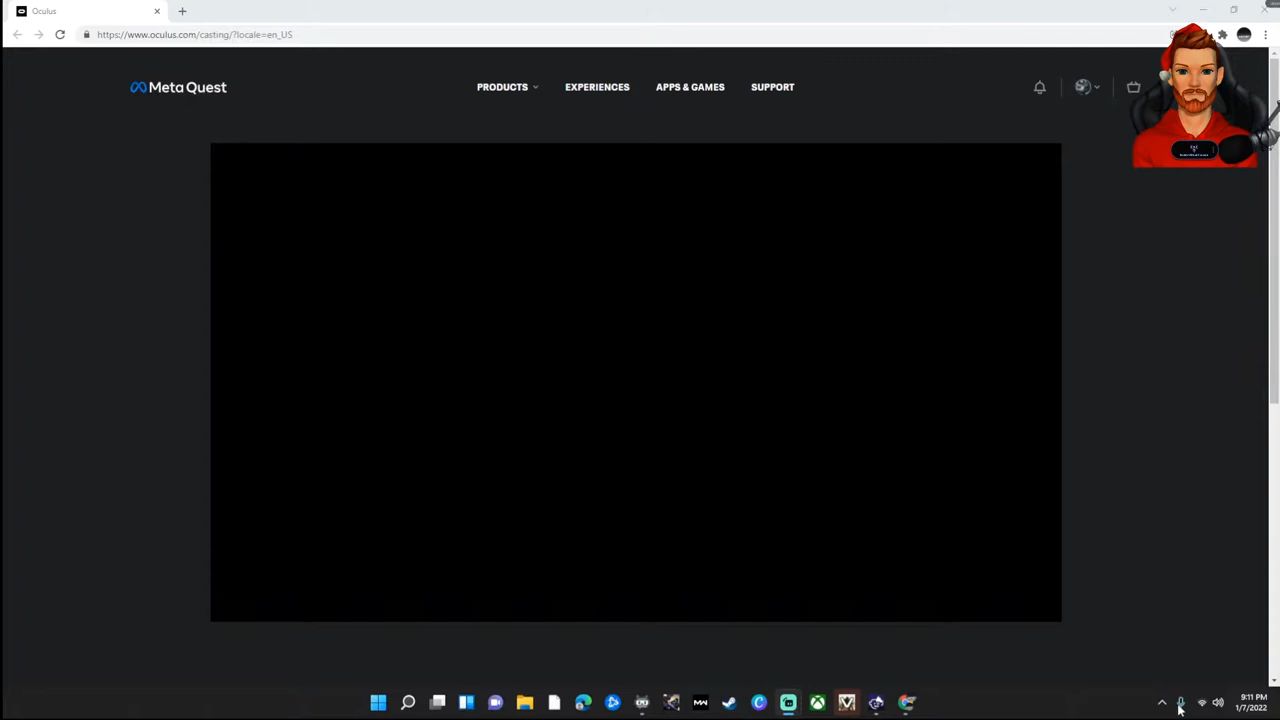 Oculus
https://www.oculus.com/casting/?locale=en_US
Meta Quest
PRODUCTS
EXPERIENCES
APPS & GAMES
SUPPORT
MW
9:11 PM
1/7/2022